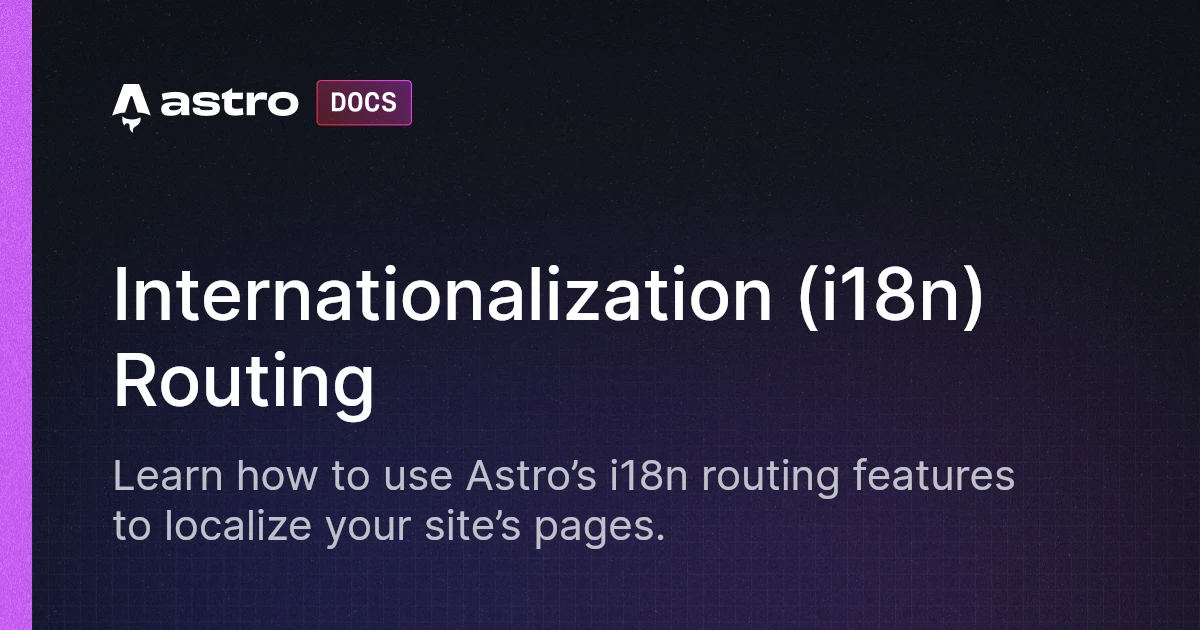 astro DOCS
Internationalization (i18n)
Routing
Learn how to use Astro’s i18n routing features
to localize your site’s pages.